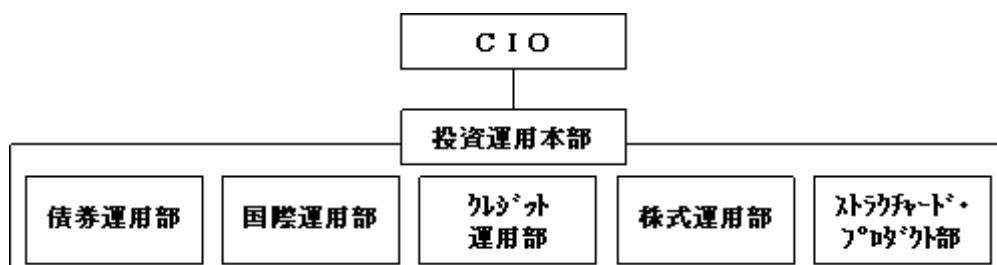 ＣＩＯ
投資運用本部
債券運用部
国際運用部
ｸﾚｼﾞｯﾄ
運用部
株式運用部
ｽﾄﾗｸﾁｬｰﾄﾞ・
ﾌﾟﾛﾀﾞｸﾄ部